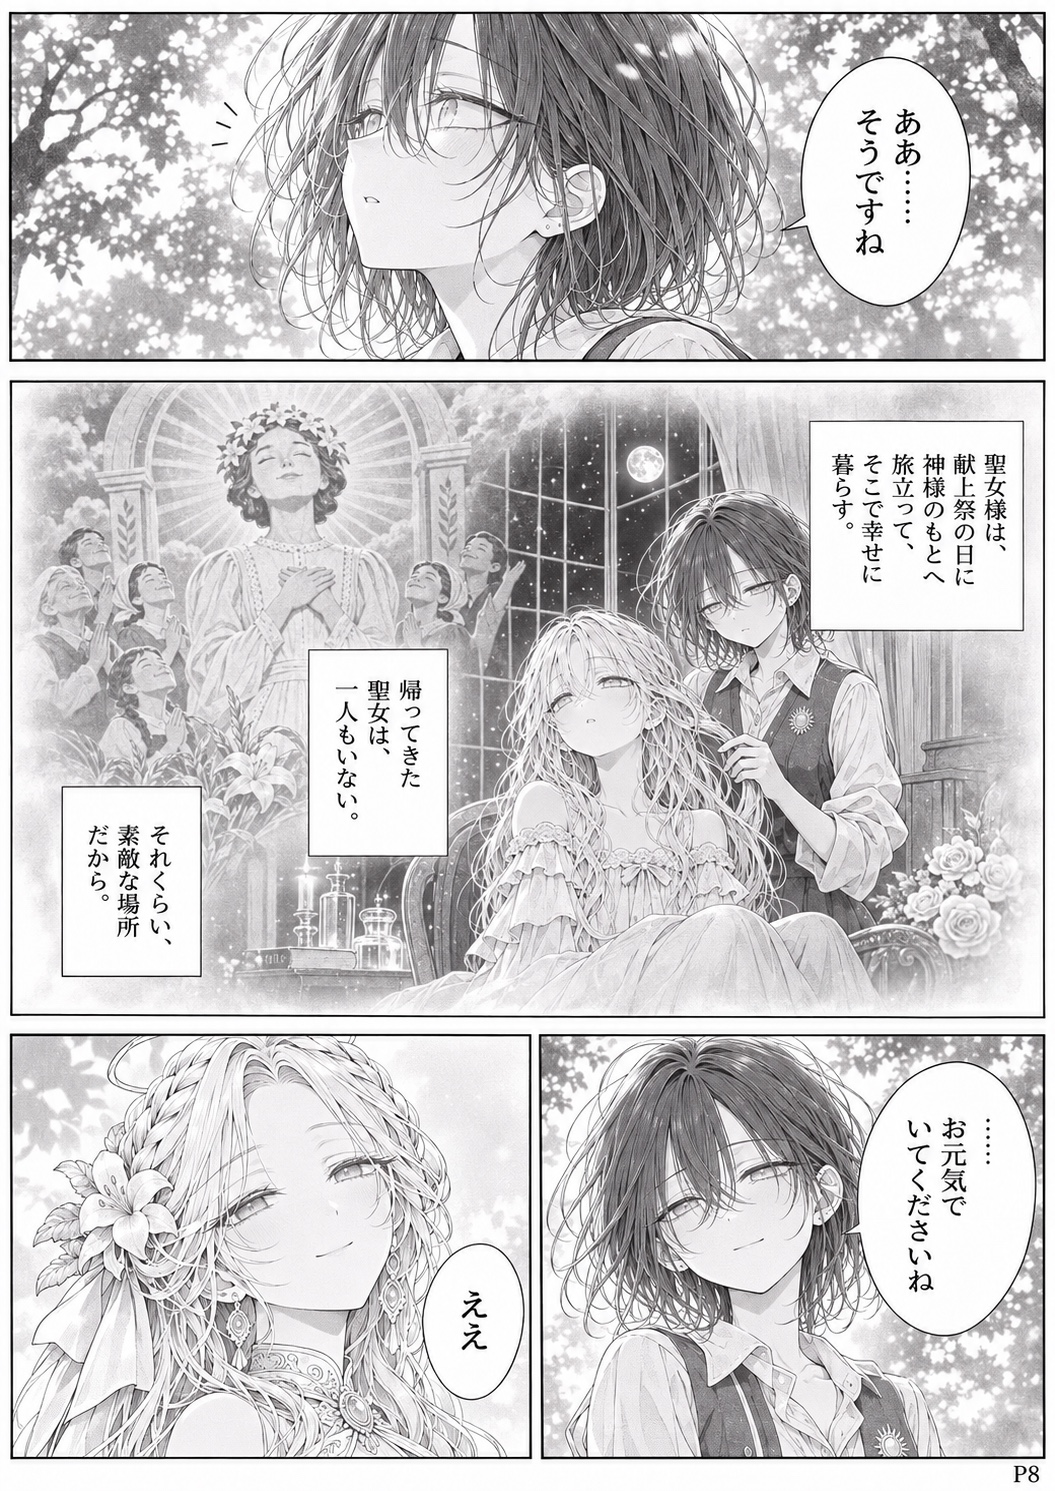 ああ……
そうですね
聖女様は、
献上祭の日に
神様のもとへ
旅立って、
そこで幸せに
暮らす。
帰ってきた
聖女は、
一人もいない。
それくらい、
素敵な場所
だから。
……
お元気で
いてくださいね
ええ
P8